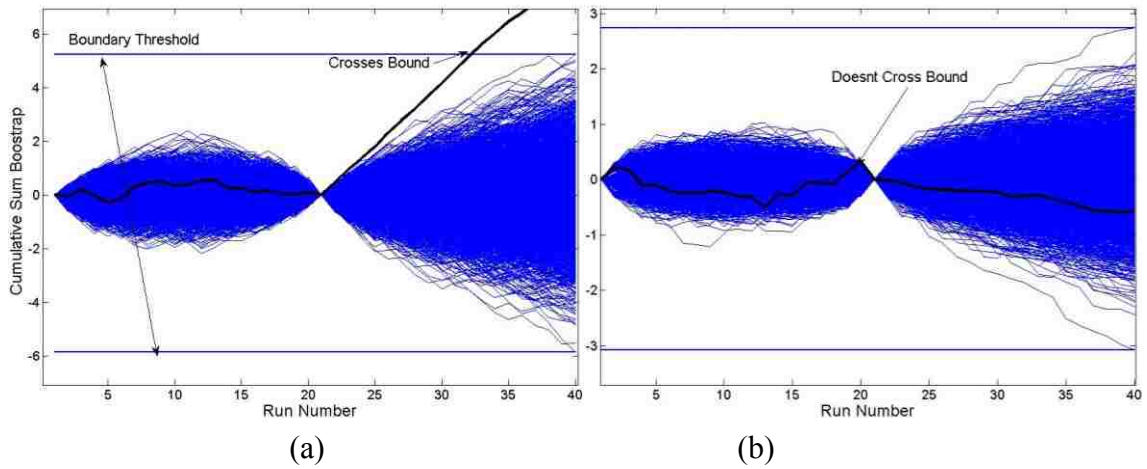 Boundary Threshold
Crosses Bound
Cumulative Sum Boostrap
6
4
2
0
-2
-4
-6
5 10 15 20 25 30 35 40
Run Number
(a)
Doesnt Cross Bound
3
2
1
0
-1
-2
-3
5 10 15 20 25 30 35 40
Run Number
(b)